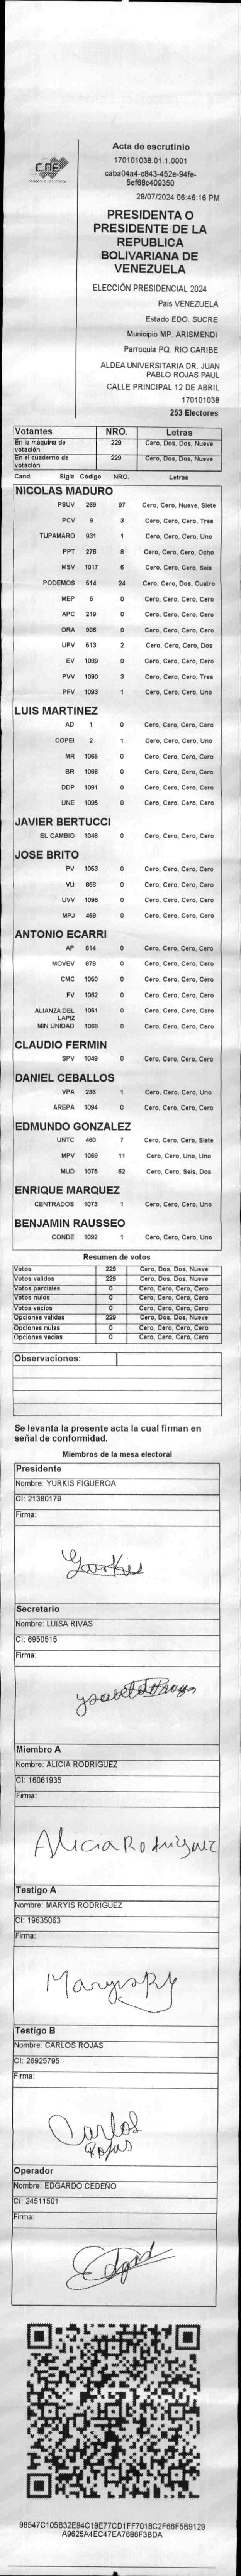 CNE
Acta de escrutinio
170101038.01.1.0001
caba04a4-c843-452e-94fe-
5ef68c409350
28/07/2024 06:46:16 PM
PRESIDENTA O
PRESIDENTE DE LA
REPUBLICA
BOLIVARIANA DE
VENEZUELA
ELECCIÓN PRESIDENCIAL 2024
País VENEZUELA
Estado EDO. SUCRE
Municipio MP. ARISMENDI
Parroquia PQ. RIO CARIBE
ALDEA UNIVERSITARIA DR. JUAN
PABLO ROJAS PAUL
CALLE PRINCIPAL 12 DE ABRIL
170101038
253 Electores
Votantes NRO. Letras
En la máquina de votación 229 Cero, Dos, Dos, Nueve
En el cuaderno de votación 229 Cero, Dos, Dos, Nueve
Cand. Sigla Código NRO. Letras
NICOLAS MADURO
PSUV 269 97 Cero, Cero, Nueve, Siete
PCV 9 3 Cero, Cero, Cero, Tres
TUPAMARO 931 1 Cero, Cero, Cero, Uno
PPT 276 8 Cero, Cero, Cero, Ocho
MSV 1017 6 Cero, Cero, Cero, Seis
PODEMOS 514 24 Cero, Cero, Dos, Cuatro
MEP 6 0 Cero, Cero, Cero, Cero
APC 219 0 Cero, Cero, Cero, Cero
ORA 906 0 Cero, Cero, Cero, Cero
UPV 513 2 Cero, Cero, Cero, Dos
EV 1089 0 Cero, Cero, Cero, Cero
PVV 1090 3 Cero, Cero, Cero, Tres
PFV 1093 1 Cero, Cero, Cero, Uno
LUIS MARTINEZ
AD 1 0 Cero, Cero, Cero, Cero
COPEI 2 1 Cero, Cero, Cero, Uno
MR 1065 0 Cero, Cero, Cero, Cero
BR 1066 0 Cero, Cero, Cero, Cero
DDP 1091 0 Cero, Cero, Cero, Cero
UNE 1095 0 Cero, Cero, Cero, Cero
JAVIER BERTUCCI
EL CAMBIO 1048 0 Cero, Cero, Cero, Cero
JOSE BRITO
PV 1053 0 Cero, Cero, Cero, Cero
VU 868 0 Cero, Cero, Cero, Cero
UVV 1096 0 Cero, Cero, Cero, Cero
MPJ 459 0 Cero, Cero, Cero, Cero
ANTONIO ECARRI
AP 914 0 Cero, Cero, Cero, Cero
MOVEV 978 0 Cero, Cero, Cero, Cero
CMC 1050 0 Cero, Cero, Cero, Cero
FV 1062 0 Cero, Cero, Cero, Cero
ALIANZA DEL LAPIZ 1051 0 Cero, Cero, Cero, Cero
MIN UNIDAD 1068 0 Cero, Cero, Cero, Cero
CLAUDIO FERMIN
SPV 1049 0 Cero, Cero, Cero, Cero
DANIEL CEBALLOS
VPA 236 1 Cero, Cero, Cero, Uno
AREPA 1094 0 Cero, Cero, Cero, Cero
EDMUNDO GONZALEZ
UNTC 460 7 Cero, Cero, Cero, Siete
MPV 1069 11 Cero, Cero, Uno, Uno
MUD 1075 62 Cero, Cero, Seis, Dos
ENRIQUE MARQUEZ
CENTRADOS 1073 1 Cero, Cero, Cero, Uno
BENJAMIN RAUSSEO
CONDE 1092 1 Cero, Cero, Cero, Uno
Resumen de votos
Votos 229 Cero, Dos, Dos, Nueve
Votos validos 229 Cero, Dos, Dos, Nueve
Votos parciales 0 Cero, Cero, Cero, Cero
Votos nulos 0 Cero, Cero, Cero, Cero
Votos vacios 0 Cero, Cero, Cero, Cero
Opciones validas 229 Cero, Dos, Dos, Nueve
Opciones nulas 0 Cero, Cero, Cero, Cero
Opciones vacias 0 Cero, Cero, Cero, Cero
Observaciones:
Se levanta la presente acta la cual firman en
señal de conformidad.
Miembros de la mesa electoral
Presidente
Nombre: YURKIS FIGUEROA
CI: 21380179
Firma:
Yurkis
Secretario
Nombre: LUISA RIVAS
CI: 6950515
Firma:
Miembro A
Nombre: ALICIA RODRIGUEZ
CI: 16061935
Firma:
Alicia Rodriguez
Testigo A
Nombre: MARYIS RODRIGUEZ
CI: 19635063
Firma:
Testigo B
Nombre: CARLOS ROJAS
CI: 26925795
Firma:
Carlos
Rojas
Operador
Nombre: EDGARDO CEDEÑO
CI: 24511501
Firma:
Edgard
98547C105B32E94C19E77CD1FF7018C2F66F5B9129
A9625A4EC47EA7686F3BDA